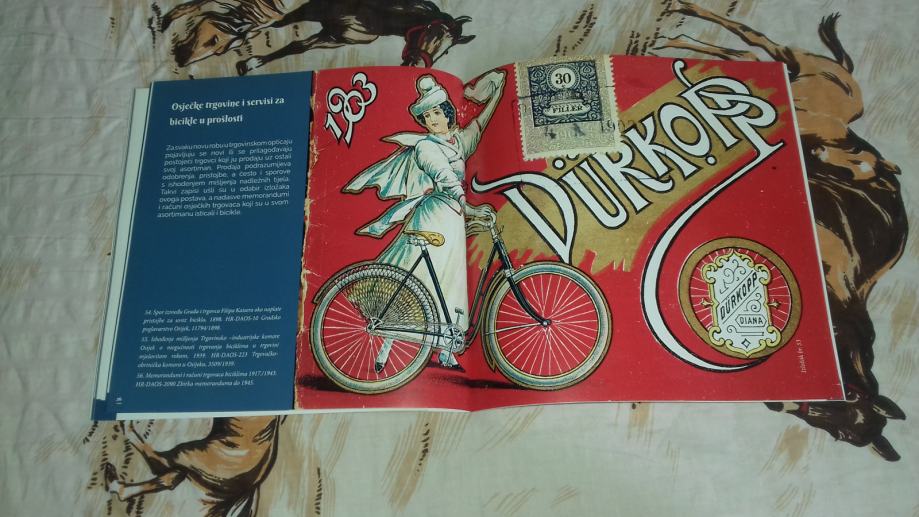 Osječke trgovine i servisi za
bicikle u prošlosti
Za svaku novu robu u trgovinskom opticaju
pojavljuju se novi ili se prilagođavaju
postojeći trgovci koji ju prodaju uz ostali
svoj asortiman. Prodaja podrazumjeva
odobrenja, pristojbe, a često i sporove
s ishođenjem mišljenja nadležnih tijela.
Takvi zapisi ušli su u odabir izložaka
ovoga postava, a nadasve memorandumi
i računi osječkih trgovaca koji su u svom
asortimanu isticali i bicikle.
54. Spor između Grada i trgovca Filipa Kaisera oko naplate
pristojbe za uvoz bicikla, 1898. HR-DAOS-10 Gradsko
poglavarstvo Osijek, 11794/1898.
55. Ishođenje mišljenja Trgovinsko -industrijske komore
Osijek o mogućnosti trgovanja biciklima u trgovini
mješovitom robom, 1939. HR-DAOS-223 Trgovačko-
obrtnička komora u Osijeku, 3509/1939.
56. Memorandumi i računi trgovaca biciklima 1917/1943.
HR-DAOS-2090 Zbirka memoranduma do 1945.
26
1903
30
FILLÉR
DÜRKOPP
DÜRKOPP
DIANA
Izložak br. 53